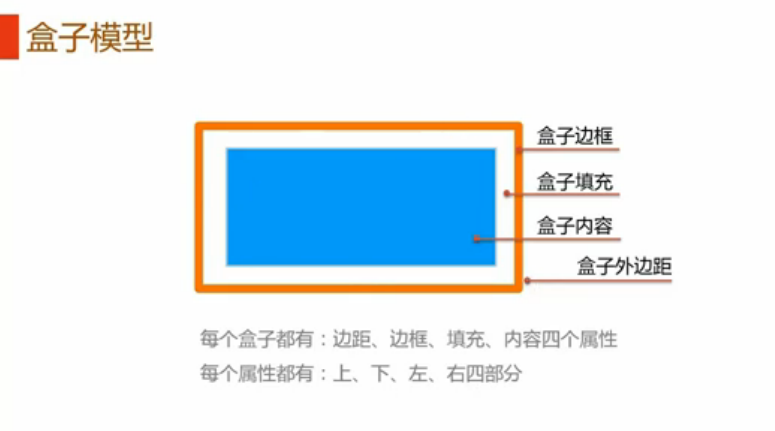 盒子模型
盒子边框
盒子填充
盒子内容
盒子外边距
每个盒子都有：边距、边框、填充、内容四个属性
每个属性都有：上、下、左、右四部分